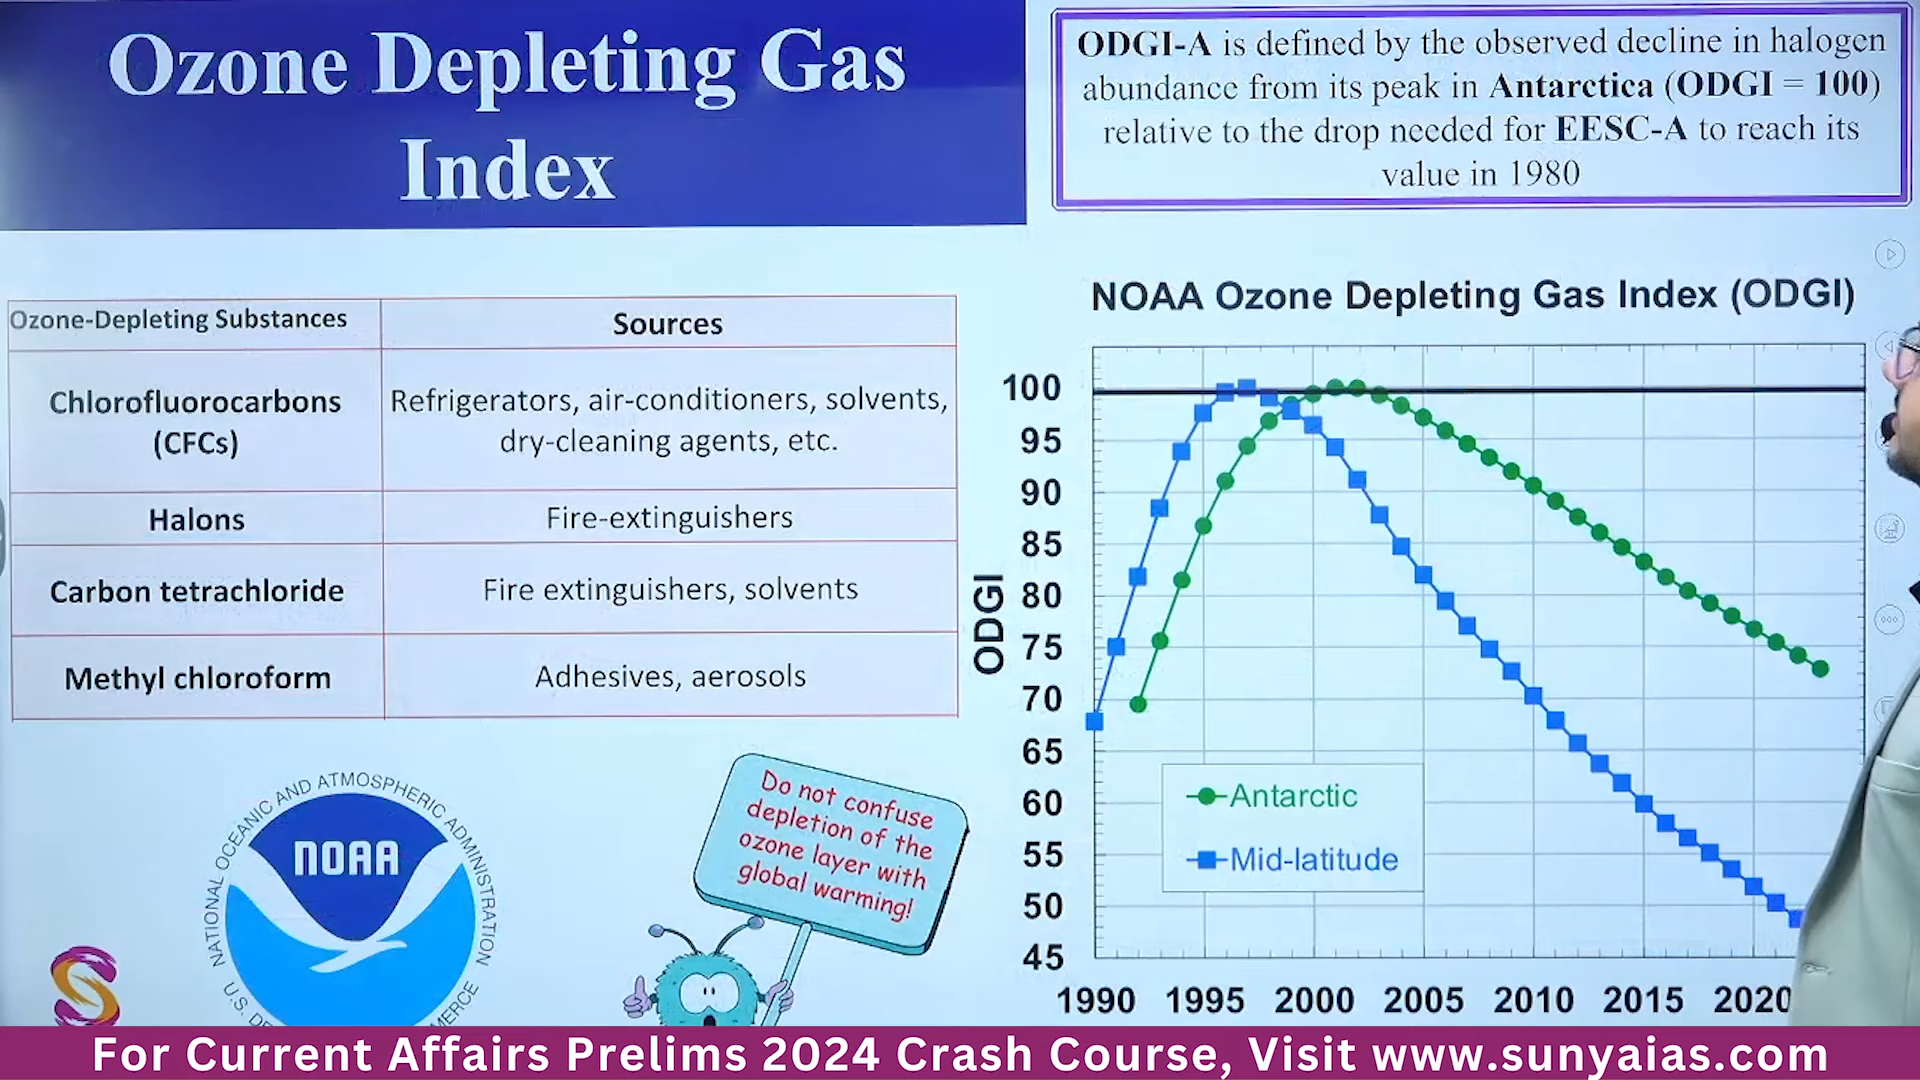 Ozone Depleting Gas
Index
ODGI-A is defined by the observed decline in halogen
abundance from its peak in Antarctica (ODGI = 100)
relative to the drop needed for EESC-A to reach its
value in 1980
Ozone-Depleting Substances
Sources
Chlorofluorocarbons
(CFCs)
Refrigerators, air-conditioners, solvents,
dry-cleaning agents, etc.
Halons
Fire-extinguishers
Carbon tetrachloride
Fire extinguishers, solvents
Methyl chloroform
Adhesives, aerosols
NATIONAL OCEANIC AND ATMOSPHERIC ADMINISTRATION
NOAA
U.S.
Do not confuse
depletion of the
ozone layer with
global warming!
NOAA Ozone Depleting Gas Index (ODGI)
ODGI
100
95
90
85
80
75
70
65
60
55
50
45
Antarctic
Mid-latitude
1990 1995 2000 2005 2010 2015 2020
For Current Affairs Prelims 2024 Crash Course, Visit www.sunyaias.com